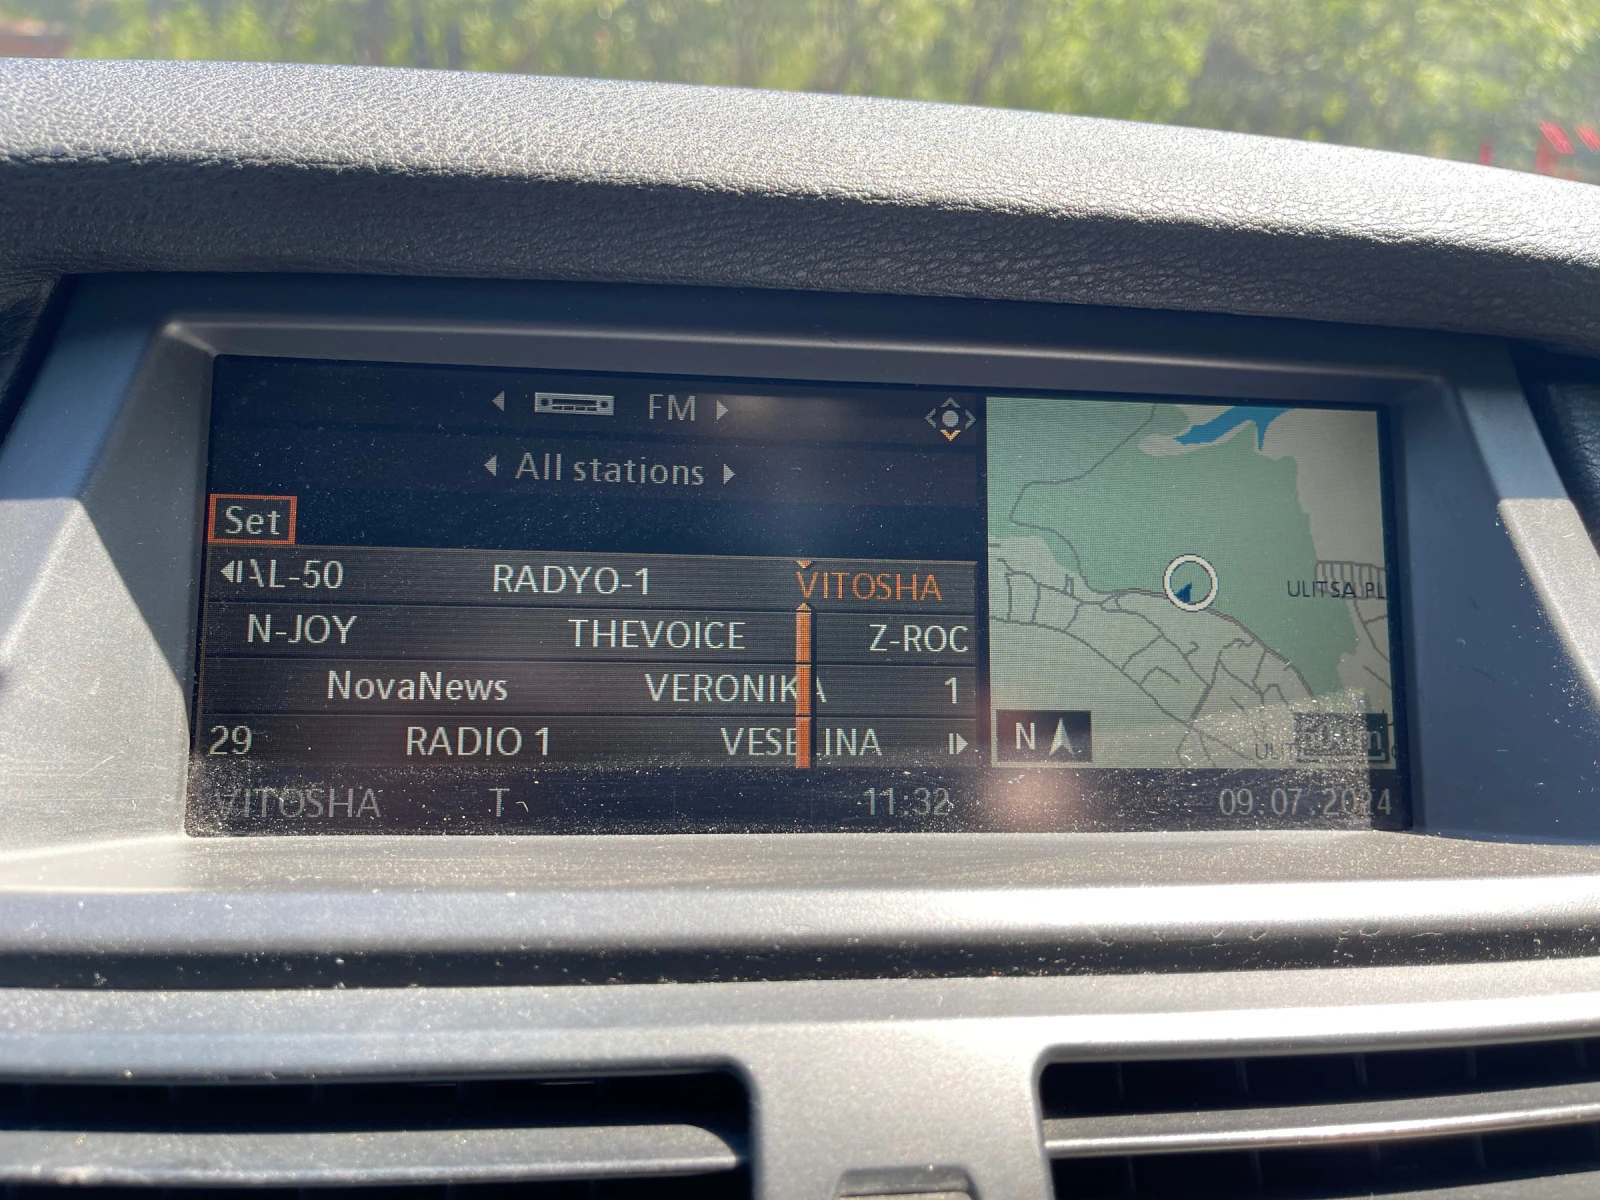 FM
All stations
Set
AL-50 RADYO-1 VITOSHA
N-JOY THEVOICE Z-ROC
NovaNews VERONIKA 1
29 RADIO 1 VESELINA
ULITSA PL
N
VITOSHA T 11:32 09.07.2024